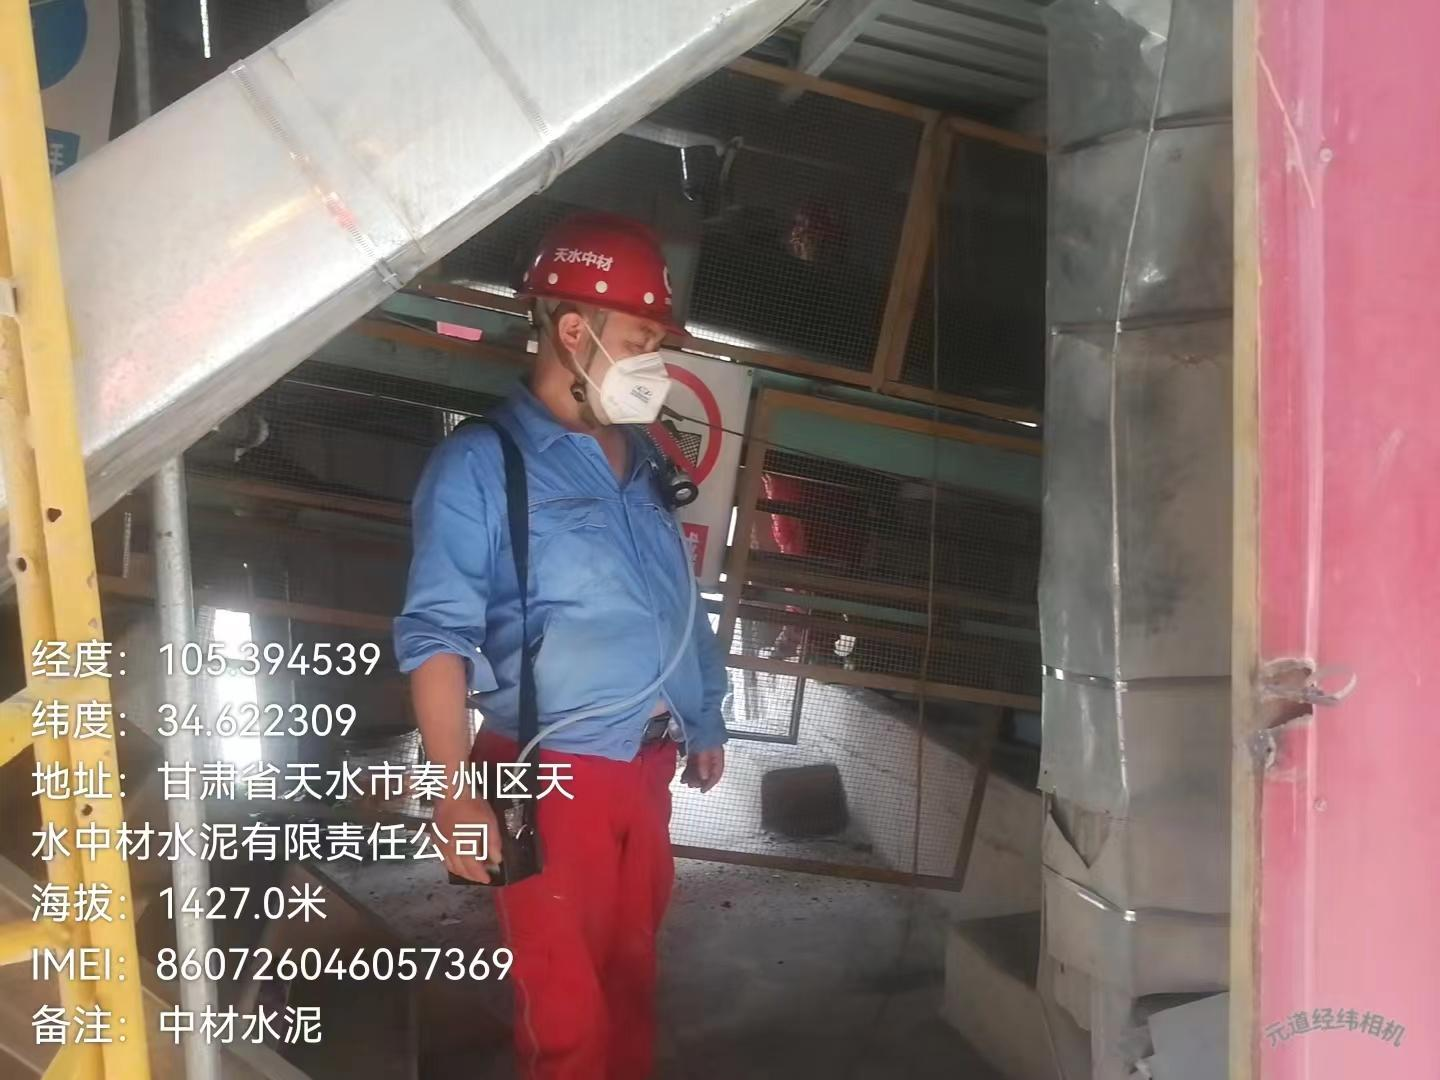 天水中材
经度：105.394539
纬度：34.622309
地址：甘肃省天水市秦州区天
水中材水泥有限责任公司
海拔：1427.0米
IMEI：860726046057369
备注：中材水泥
元道经纬相机